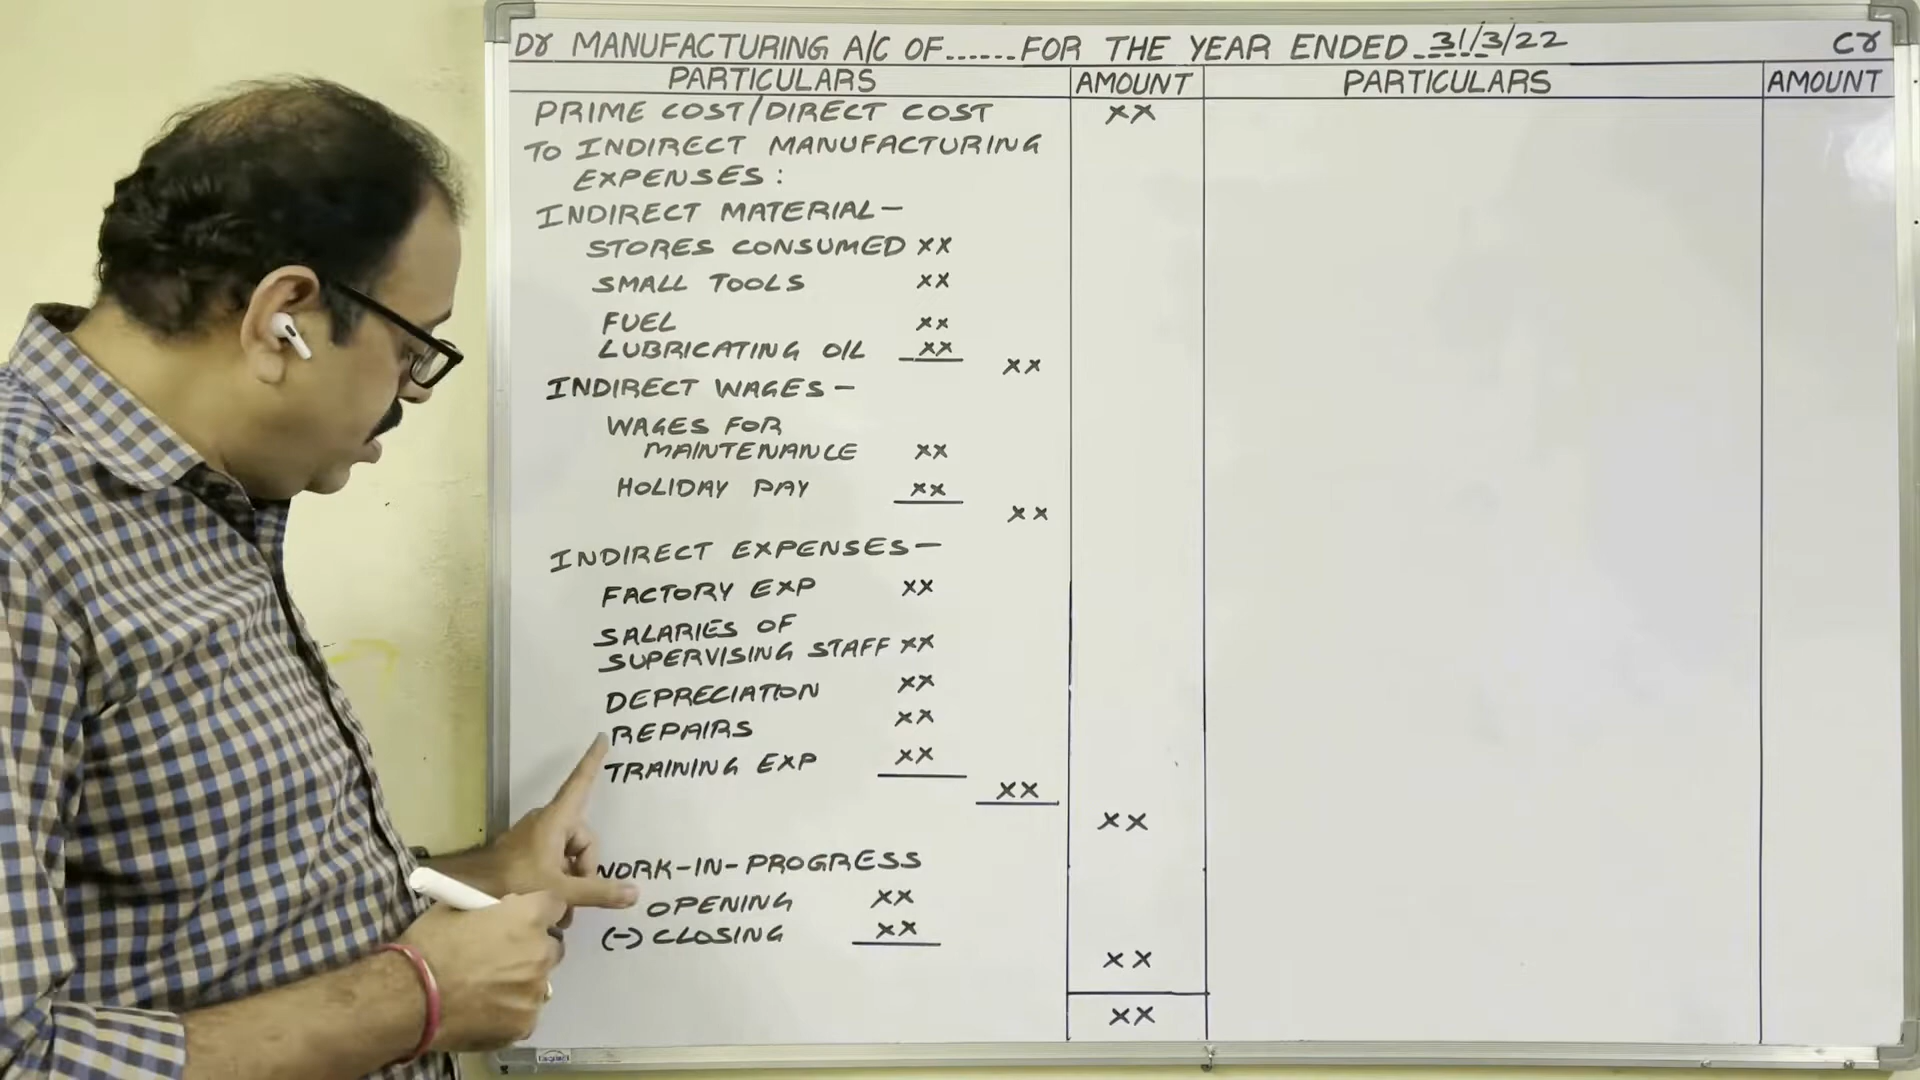 Dr MANUFACTURING A/C OF......FOR THE YEAR ENDED 31/3/22 Cr
PARTICULARS AMOUNT PARTICULARS AMOUNT
PRIME COST/DIRECT COST XX
TO INDIRECT MANUFACTURING
EXPENSES:
INDIRECT MATERIAL-
STORES CONSUMED XX
SMALL TOOLS XX
FUEL XX
LUBRICATING OIL XX
XX
INDIRECT WAGES-
WAGES FOR
MAINTENANCE XX
HOLIDAY PAY XX
XX
INDIRECT EXPENSES-
FACTORY EXP XX
SALARIES OF
SUPERVISING STAFF XX
DEPRECIATION XX
REPAIRS XX
TRAINING EXP XX
XX
XX
WORK-IN-PROGRESS
OPENING XX
(-) CLOSING XX
XX
XX